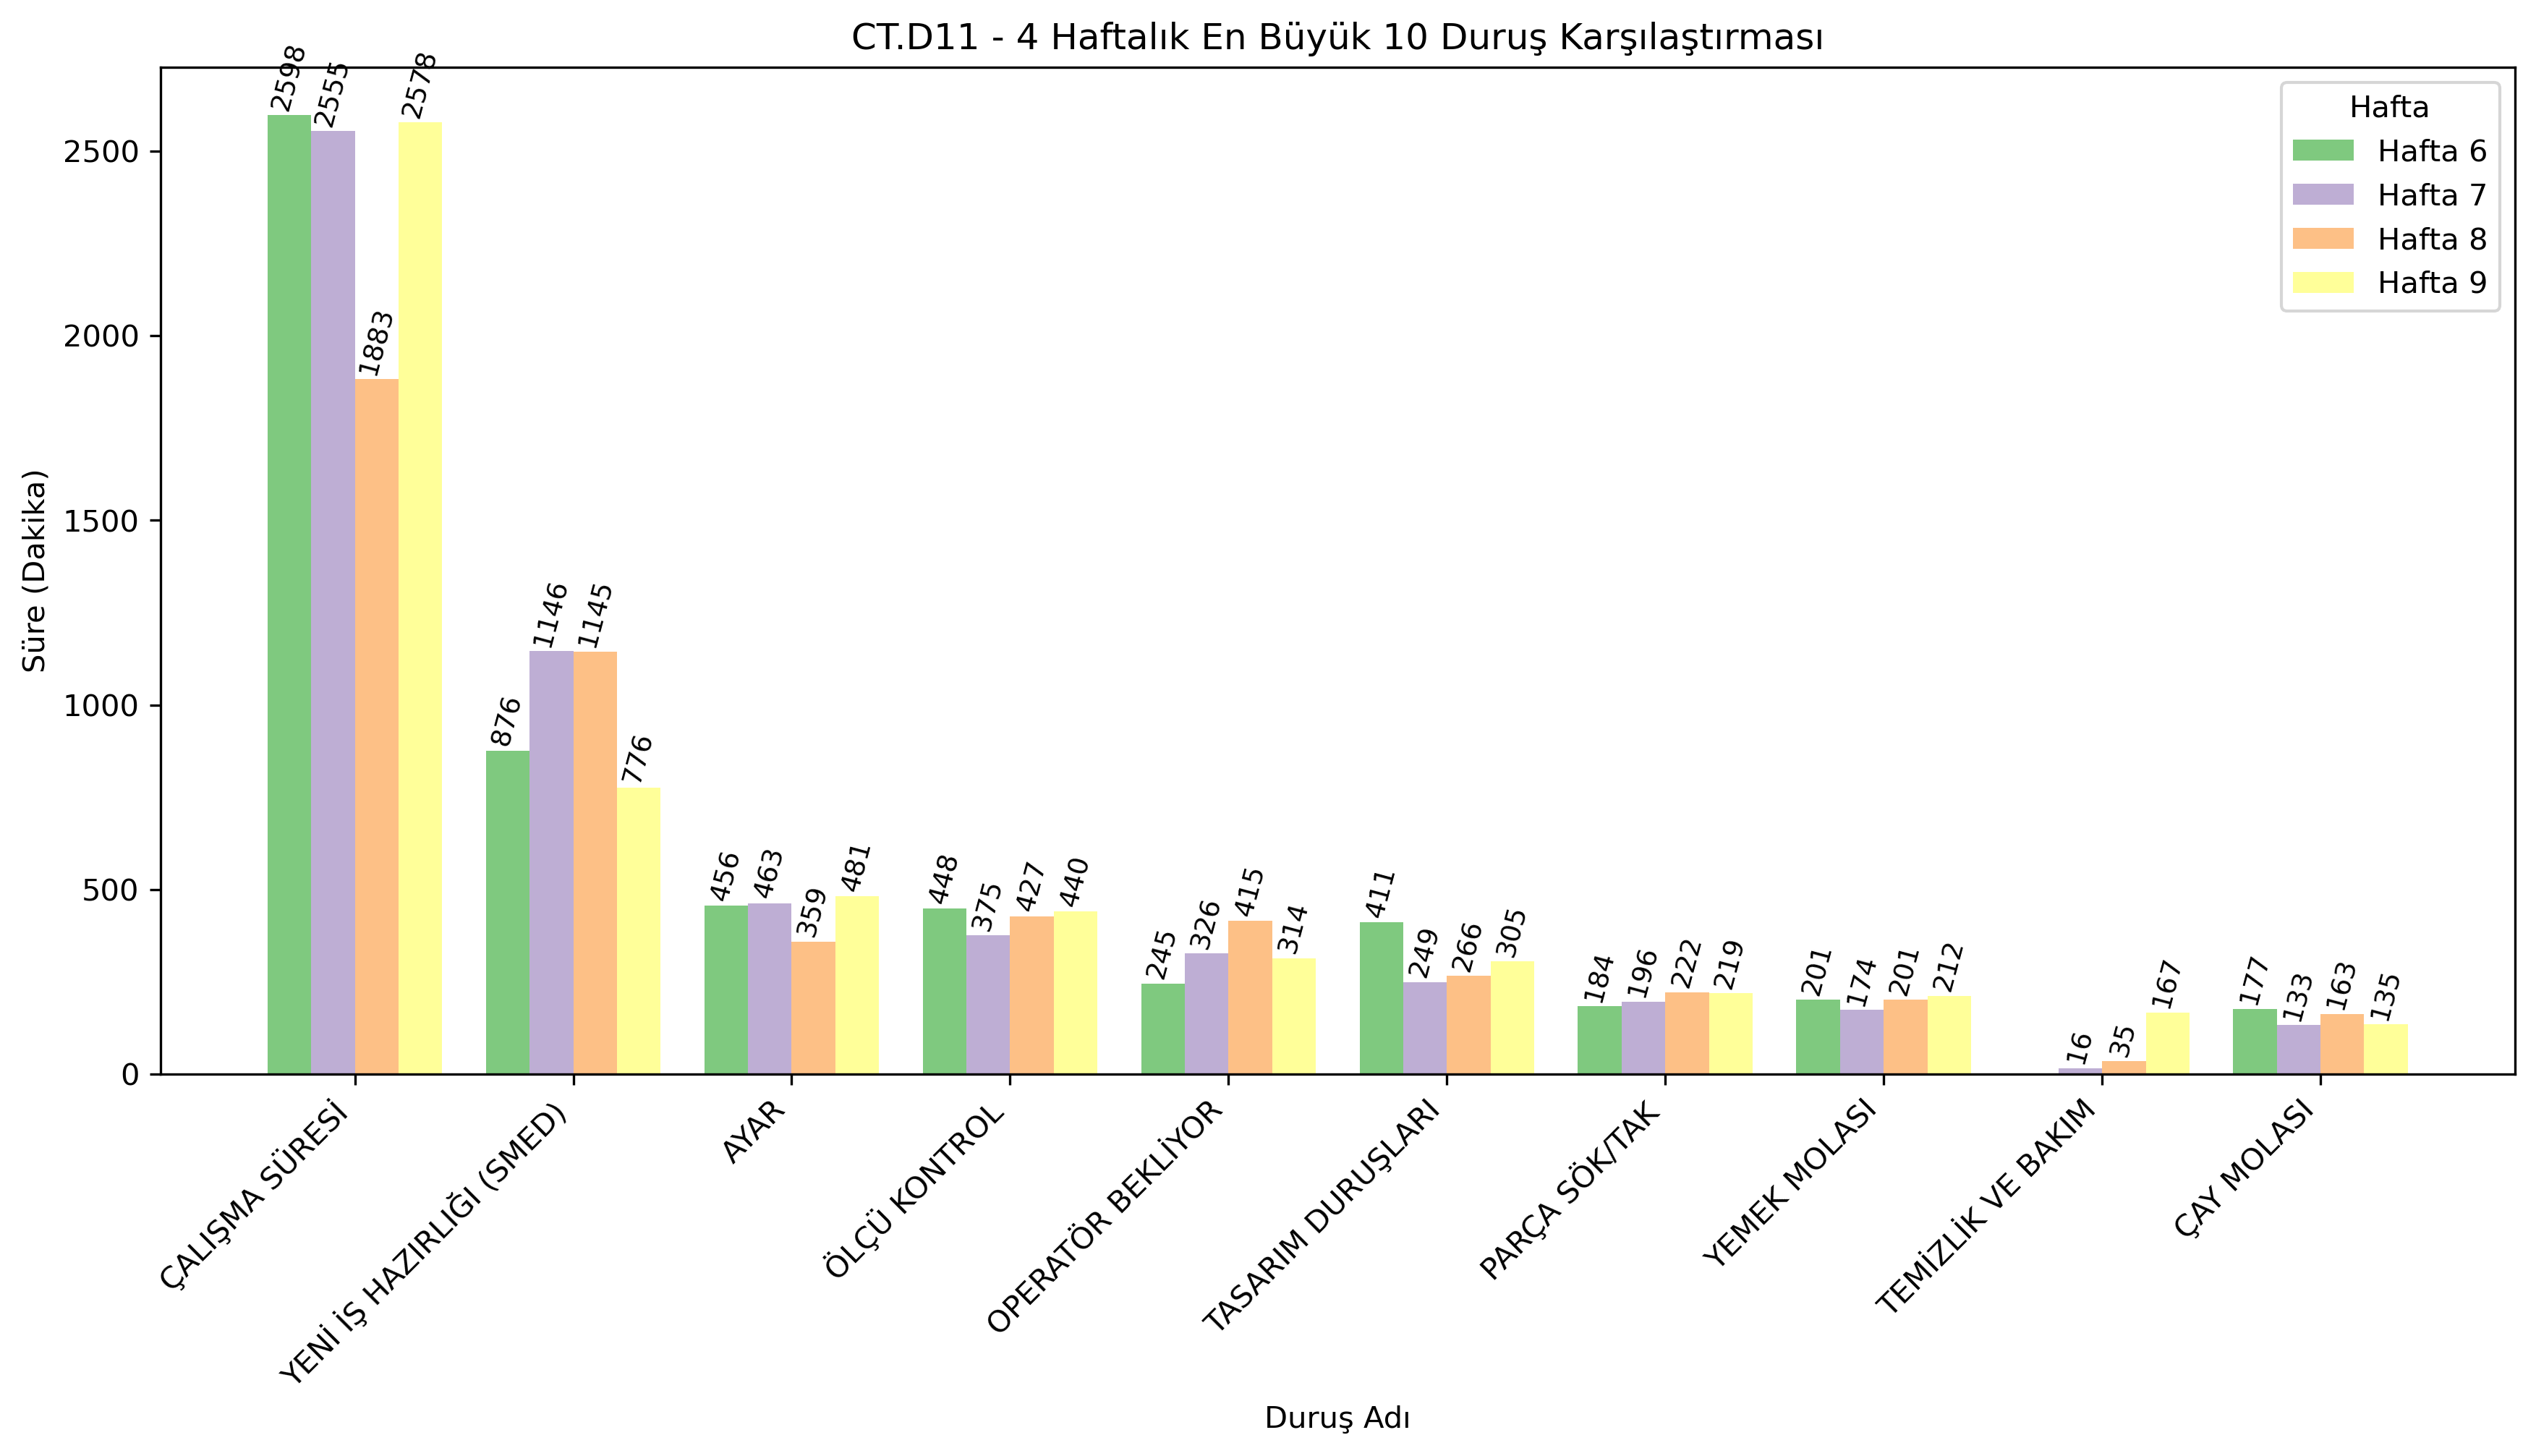 CT.D11 - 4 Haftalık En Büyük 10 Duruş Karşılaştırması
Hafta
Hafta 6
Hafta 7
Hafta 8
Hafta 9
Süre (Dakika)
2500
2000
1500
1000
500
0
2598 2555 1883 2578
876 1146 1145 776
456 463 359 481
448 375 427 440
245 326 415 314
411 249 266 305
184 196 222 219
201 174 201 212
16 35 167
177 133 163 135
ÇALIŞMA SÜRESİ
YENİ İŞ HAZIRLIĞI (SMED)
AYAR
ÖLÇÜ KONTROL
OPERATÖR BEKLİYOR
TASARIM DURUŞLARI
PARÇA SÖK/TAK
YEMEK MOLASI
TEMİZLİK VE BAKIM
ÇAY MOLASI
Duruş Adı